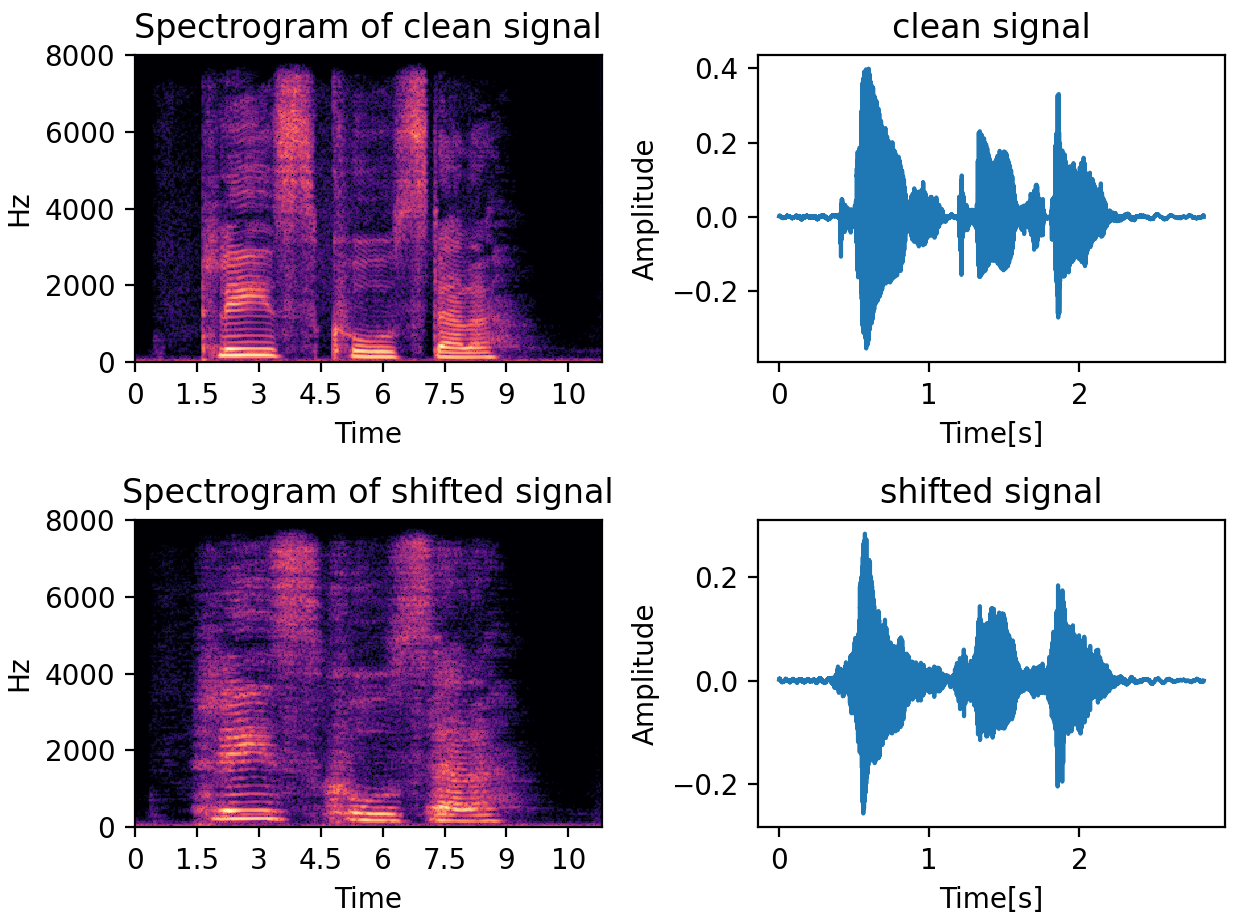 Spectrogram of clean signal
8000
6000
4000
2000
0
Hz
0 1.5 3 4.5 6 7.5 9 10
Time
clean signal
0.4
0.2
0.0
−0.2
Amplitude
0 1 2
Time[s]
Spectrogram of shifted signal
8000
6000
4000
2000
0
Hz
0 1.5 3 4.5 6 7.5 9 10
Time
shifted signal
0.2
0.0
−0.2
Amplitude
0 1 2
Time[s]